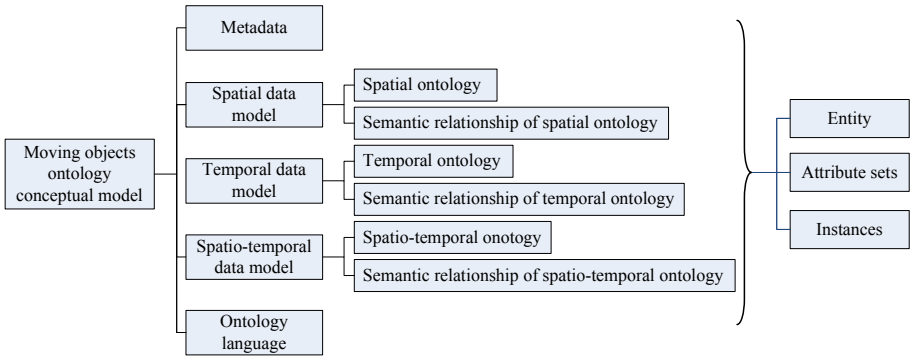 Moving objects
ontology
conceptual model
Metadata
Spatial data
model
Spatial ontology
Semantic relationship of spatial ontology
Temporal data
model
Temporal ontology
Semantic relationship of temporal ontology
Spatio-temporal
data model
Spatio-temporal onotogy
Semantic relationship of spatio-temporal ontology
Ontology
language
Entity
Attribute sets
Instances